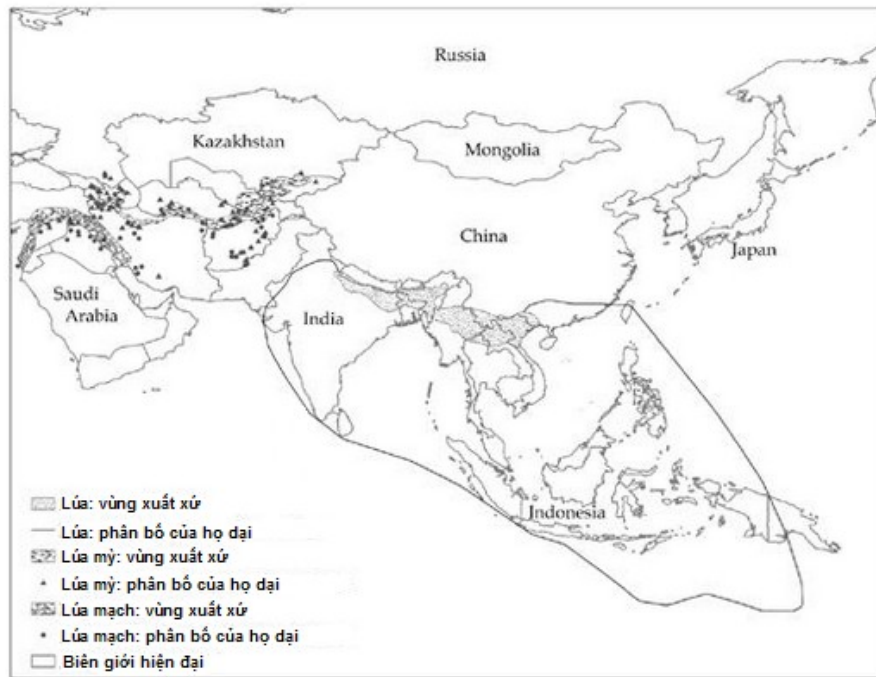 Russia
Kazakhstan
Mongolia
China
Japan
Saudi
Arabia
India
Indonesia
Lúa: vùng xuất xứ
Lúa: phân bố của họ dại
Lúa mỳ: vùng xuất xứ
Lúa mỳ: phân bố của họ dại
Lúa mạch: vùng xuất xứ
Lúa mạch: phân bố của họ dại
Biên giới hiện đại